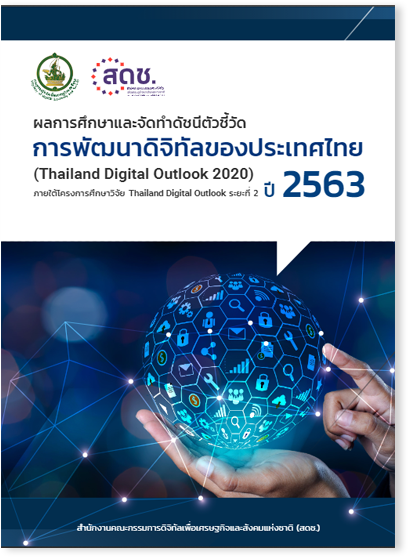 สดช.
ผลการศึกษาและจัดทำดัชนีตัวชี้วัด
การพัฒนาดิจิทัลของประเทศไทย
(Thailand Digital Outlook 2020)
ภายใต้โครงการศึกษาวิจัย Thailand Digital Outlook ระยะที่ 2 ปี 2563
สำนักงานคณะกรรมการดิจิทัลเพื่อเศรษฐกิจและสังคมแห่งชาติ (สดช.)